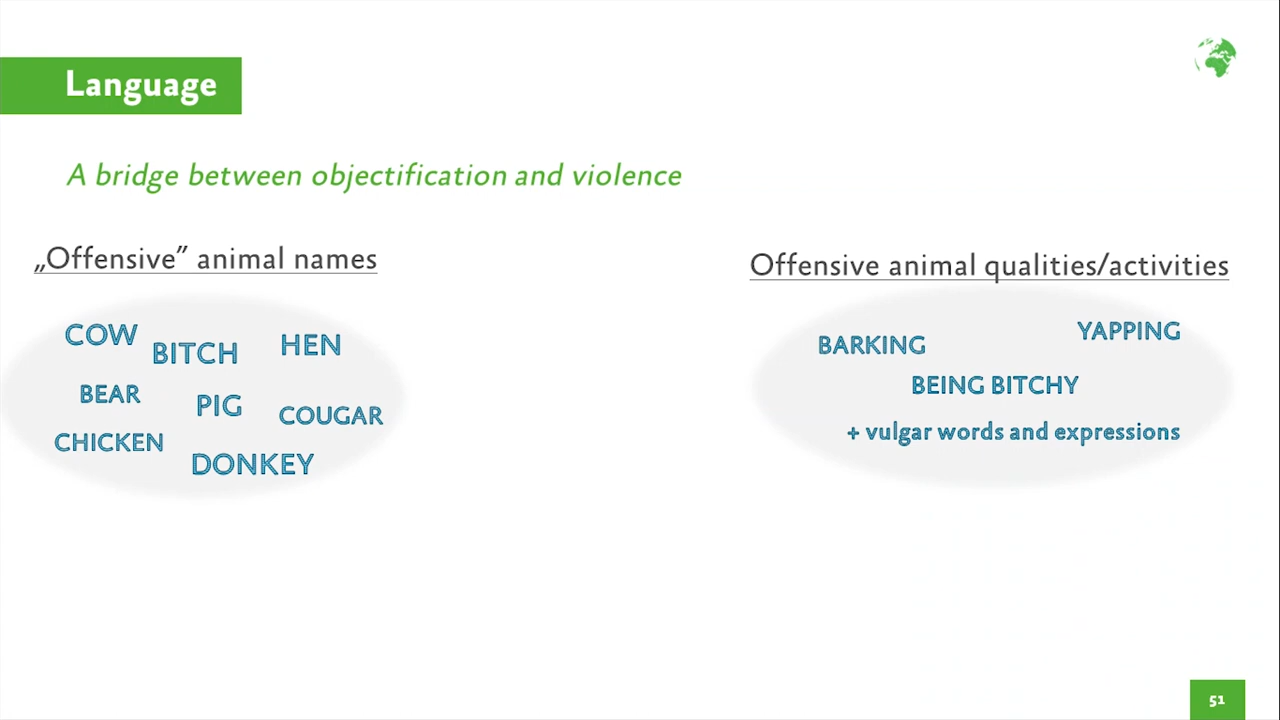 Language
A bridge between objectification and violence
„Offensive” animal names
COW
BITCH
HEN
BEAR
PIG
COUGAR
CHICKEN
DONKEY
Offensive animal qualities/activities
BARKING
YAPPING
BEING BITCHY
+ vulgar words and expressions
51